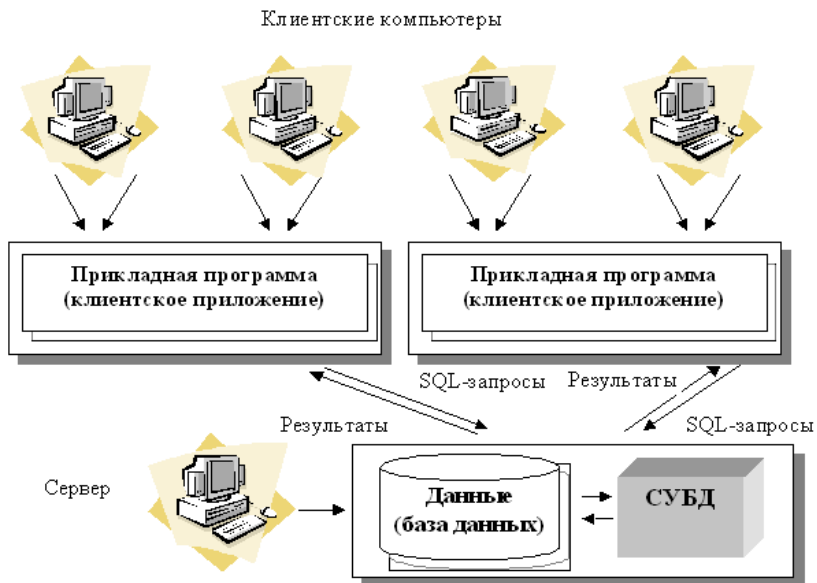 Клиентские компьютеры
Прикладная программа
(клиентское приложение)
Прикладная программа
(клиентское приложение)
SQL-запросы
Результаты
Результаты
SQL-запросы
Сервер
Данные
(база данных)
СУБД